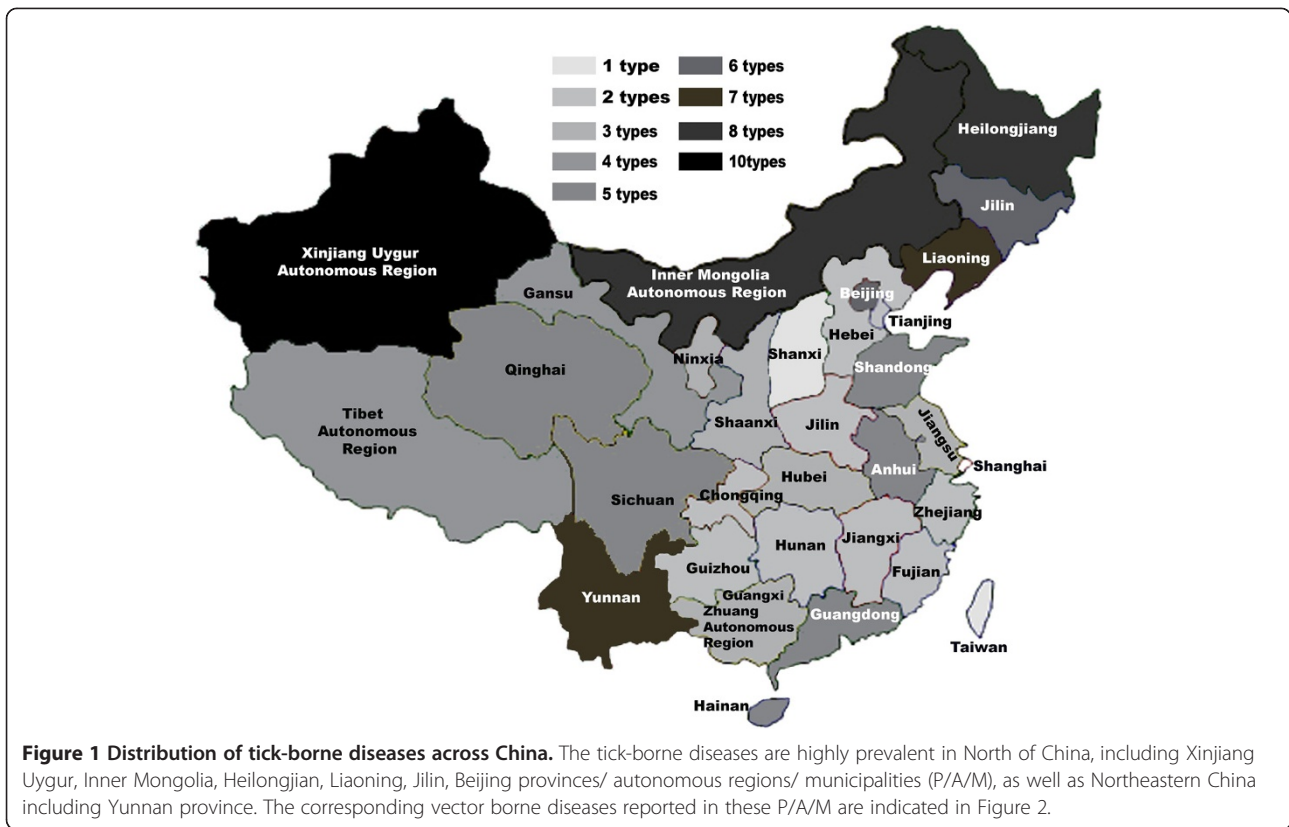 1 type
2 types
3 types
4 types
5 types
6 types
7 types
8 types
10types
Heilongjiang
Jilin
Liaoning
Xinjiang Uygur
Autonomous Region
Inner Mongolia
Autonomous Region
Gansu
Beijing
Tianjing
Hebei
Ninxia
Shanxi
Shandong
Qinghai
Tibet
Autonomous
Region
Shaanxi
Jilin
Jiangsu
Shanghai
Anhui
Hubei
Sichuan
Chongqing
Zhejiang
Hunan
Jiangxi
Guizhou
Fujian
Yunnan
Guangxi
Zhuang
Autonomous
Region
Guangdong
Taiwan
Hainan
Figure 1 Distribution of tick-borne diseases across China. The tick-borne diseases are highly prevalent in North of China, including Xinjiang
Uygur, Inner Mongolia, Heilongjian, Liaoning, Jilin, Beijing provinces/ autonomous regions/ municipalities (P/A/M), as well as Northeastern China
including Yunnan province. The corresponding vector borne diseases reported in these P/A/M are indicated in Figure 2.